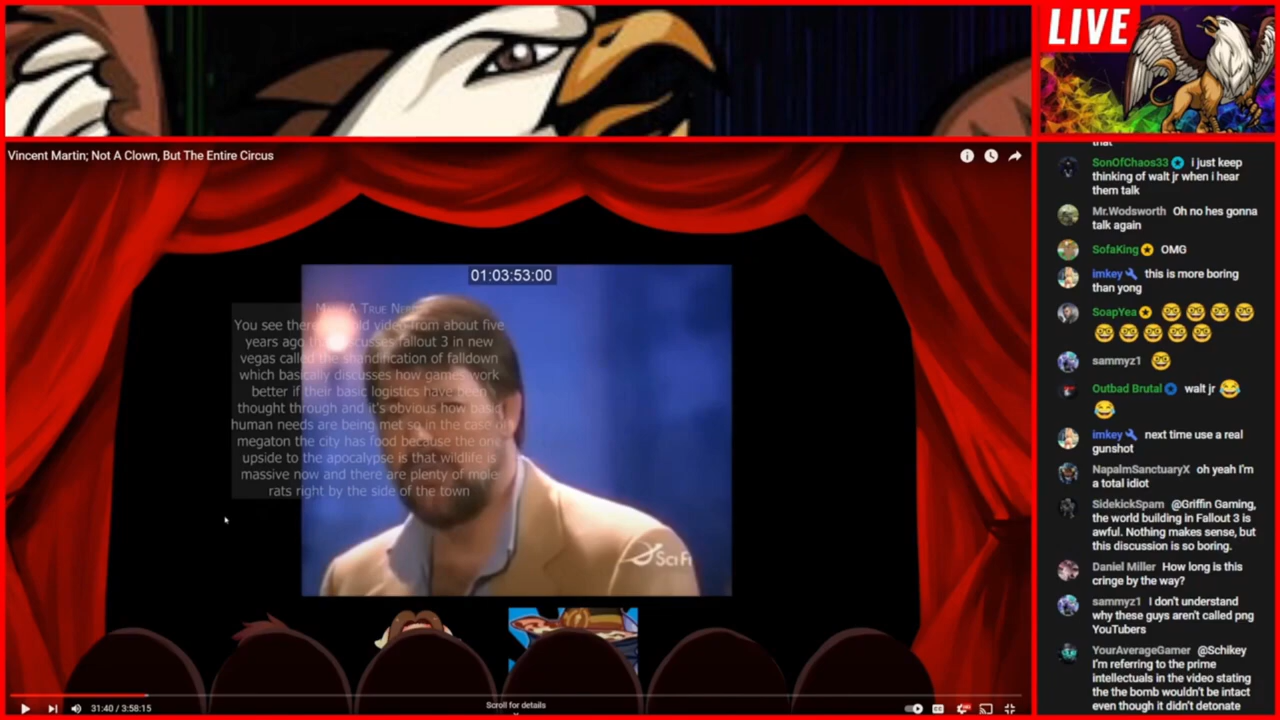 LIVE
Vincent Martin; Not A Clown, But The Entire Circus
01:03:53:00
A True
You see there old video from about five
years ago discusses fallout 3 in new
vegas called the shandification of falldown
which basically discusses how games work
better if their basic logistics have been
thought through and it's obvious how basic
human needs are being met so in the case of
megaton the city has food because the one
upside to the apocalypse is that wildlife is
massive now and there are plenty of mole
rats right by the side of the town
SCI FI
31:40 / 3:58:15
Scroll for details
that
SonOfChaos33 i just keep
thinking of walt jr when i hear
them talk
Mr.Wodsworth Oh no hes gonna
talk again
SofaKing OMG
imkey this is more boring
than yong
SoapYea
sammyz1
Outbad Brutal walt jr
imkey next time use a real
gunshot
NapalmSanctuaryX oh yeah I'm
a total idiot
SidekickSpam @Griffin Gaming,
the world building in Fallout 3 is
awful. Nothing makes sense, but
this discussion is so boring.
Daniel Miller How long is this
cringe by the way?
sammyz1 I don't understand
why these guys aren't called png
YouTubers
YourAverageGamer @Schikey
I'm referring to the prime
intellectuals in the video stating
the the bomb wouldn't be intact
even though it didn't detonate